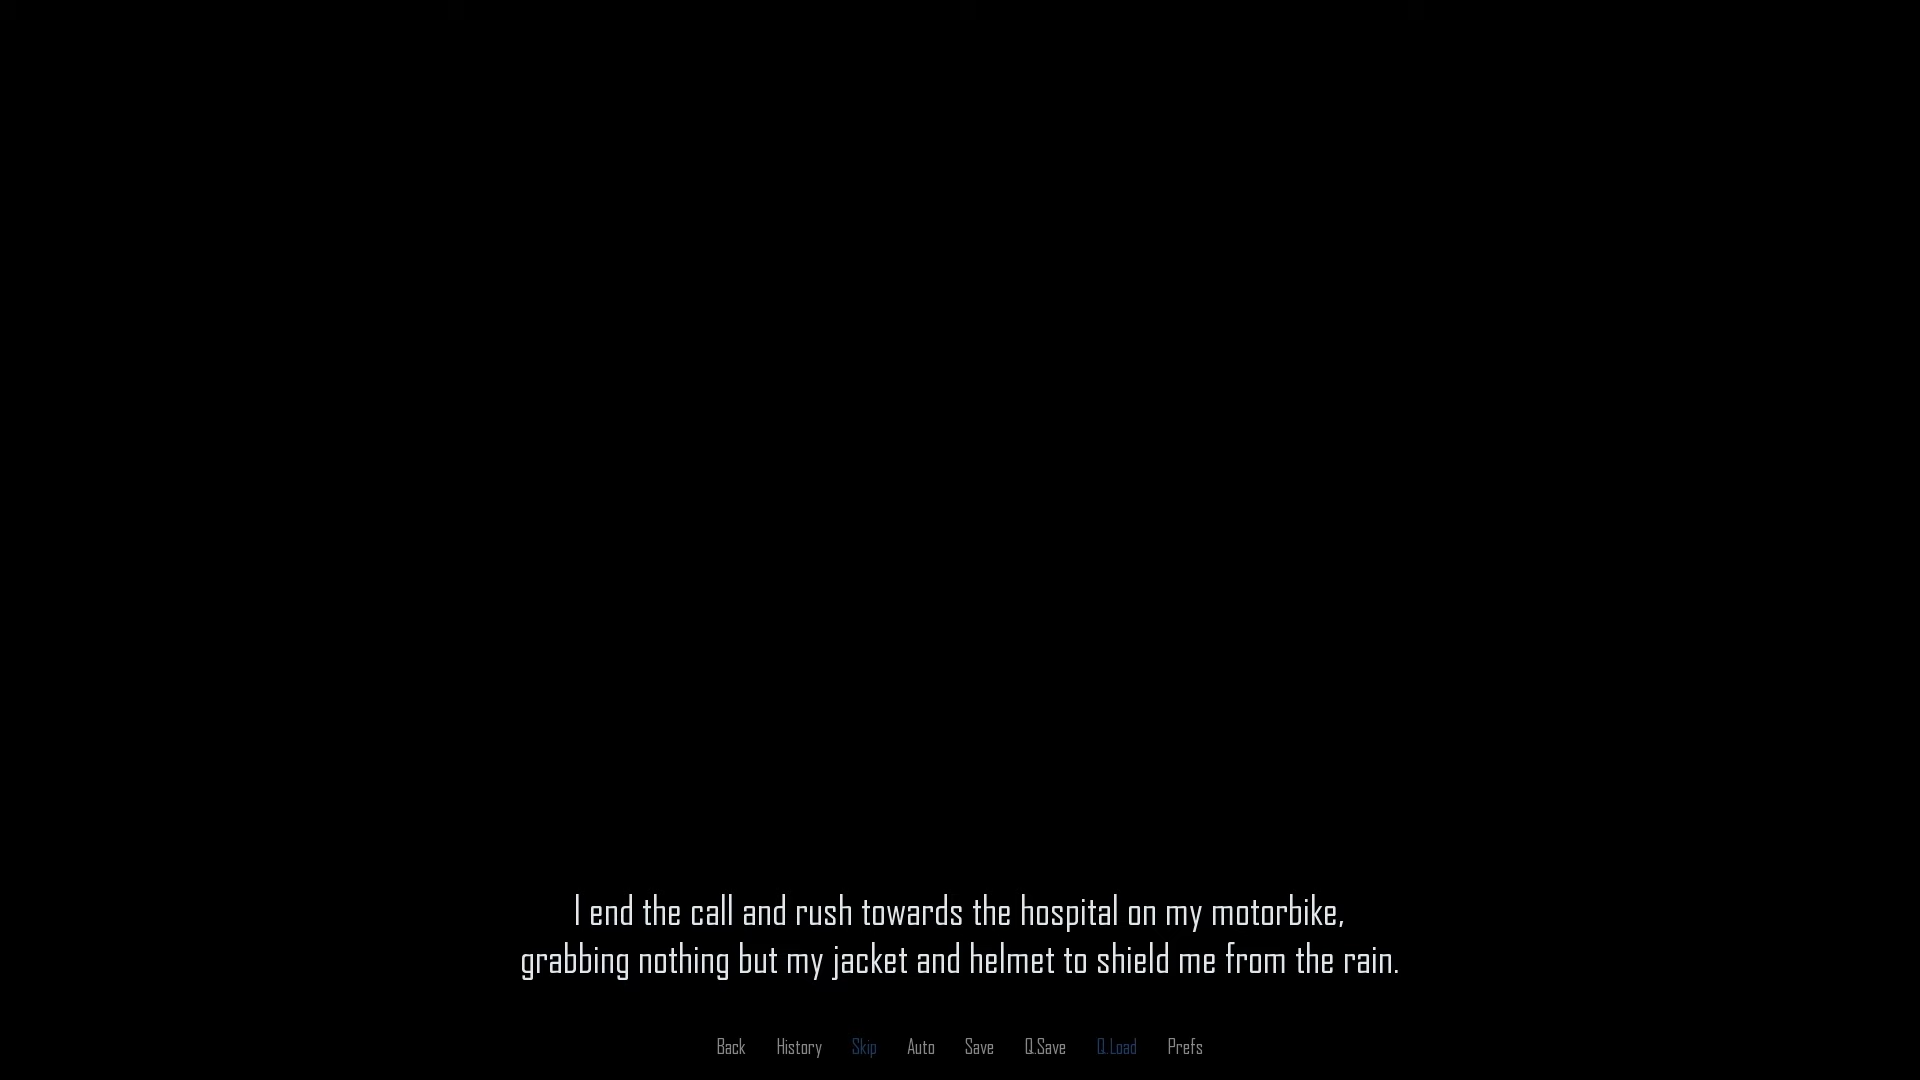 I end the call and rush towards the hospital on my motorbike,
grabbing nothing but my jacket and helmet to shield me from the rain.
Back History Skip Auto Save Q.Save Q.Load Prefs